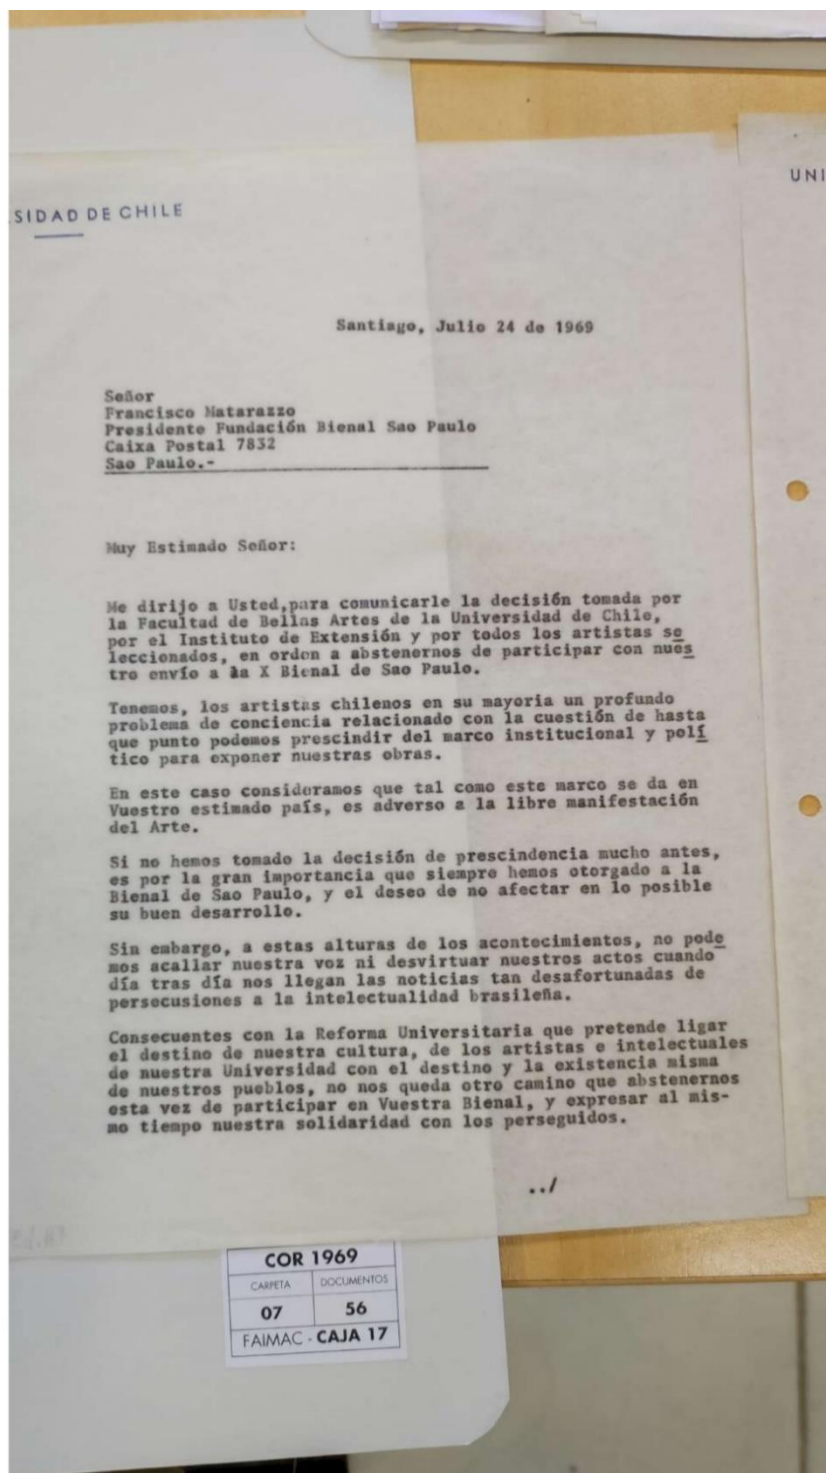 SIDAD DE CHILE
UNI
Santiago, Julio 24 de 1969
Señor
Francisco Matarazzo
Presidente Fundación Bienal Sao Paulo
Caixa Postal 7832
Sao Paulo.-
Muy Estimado Señor:
Me dirijo a Usted,para comunicarle la decisión tomada por
la Facultad de Bellas Artes de la Universidad de Chile,
por el Instituto de Extensión y por todos los artistas se
leccionados, en orden a abstenernos de participar con nues
tro envío a la X Bienal de Sao Paulo.
Tenemos, los artistas chilenos en su mayoria un profundo
problema de conciencia relacionado con la cuestión de hasta
que punto podemos prescindir del marco institucional y polí
tico para exponer nuestras obras.
En este caso consideramos que tal como este marco se da en
Vuestro estimado país, es adverso a la libre manifestación
del Arte.
Si no hemos tomado la decisión de prescindencia mucho antes,
es por la gran importancia que siempre hemos otorgado a la
Bienal de Sao Paulo, y el deseo de no afectar en lo posible
su buen desarrollo.
Sin embargo, a estas alturas de los acontecimientos, no pode
mos acallar nuestra voz ni desvirtuar nuestros actos cuando
día tras día nos llegan las noticias tan desafortunadas de
persecusiones a la intelectualidad brasileña.
Consecuentes con la Reforma Universitaria que pretende ligar
el destino de nuestra cultura, de los artistas e intelectuales
de nuestra Universidad con el destino y la existencia misma
de nuestros pueblos, no nos queda otro camino que abstenernos
esta vez de participar en Vuestra Bienal, y expresar al mis-
mo tiempo nuestra solidaridad con los perseguidos.
../
COR 1969
CARPETA DOCUMENTOS
07 56
FAIMAC - CAJA 17